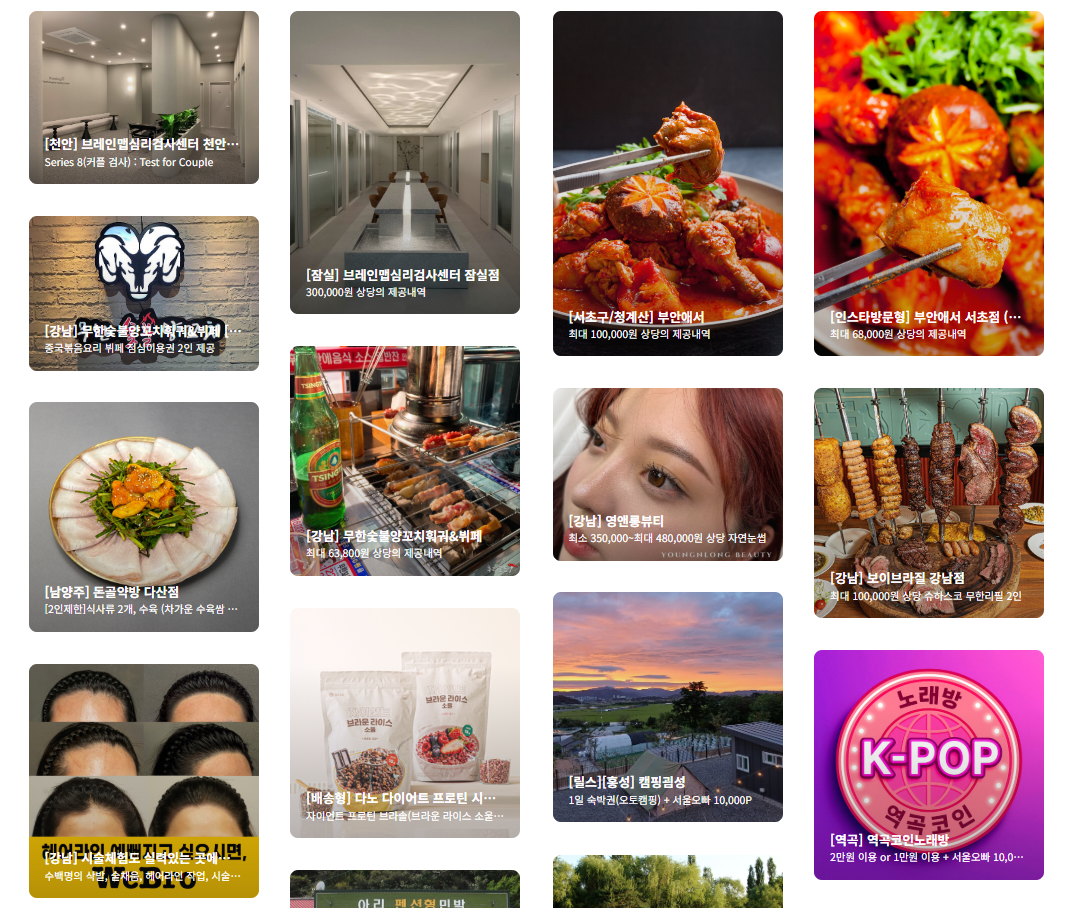 [천안] 브레인맵심리검사센터 천안…
Series 8(커플 검사) : Test for Couple
[강남] 무한숯불양꼬치훠궈&뷔페 […
중국볶음요리 뷔페 점심이용권 2인 제공
[남양주] 돈골약방 다산점
[2인제한]식사류 2개, 수육 (차가운 수육쌈 …
헤어라인 예뻐지고 싶으시면,
[강남] 시술체험도 실력있는 곳에…
수백명의 삭발, 숱채움, 헤어라인 작업, 시술…
[잠실] 브레인맵심리검사센터 잠실점
300,000원 상당의 제공내역
TSINGTAO
[강남] 무한숯불양꼬치훠궈&뷔페
최대 63,800원 상당의 제공내역
브라운 라이스
소울
브라운 라이스
소울
[배송형] 다노 다이어트 프로틴 시…
자이언트 프로틴 브라솔(브라운 라이스 소울…
아리 펜션형민박
[서초구/청계산] 부안애서
최대 100,000원 상당의 제공내역
[강남] 영앤롱뷰티
최소 350,000~최대 480,000원 상당 자연눈썹
YOUNGNLONG BEAUTY
[릴스][홍성] 캠핑굄성
1일 숙박권(오토캠핑) + 서울오빠 10,000P
[인스타방문형] 부안애서 서초점 (…
최대 68,000원 상당의 제공내역
[강남] 보이브라질 강남점
최대 100,000원 상당 슈하스코 무한리필 2인
노래방
K-POP
역곡코인
[역곡] 역곡코인노래방
2만원 이용 or 1만원 이용 + 서울오빠 10,0…